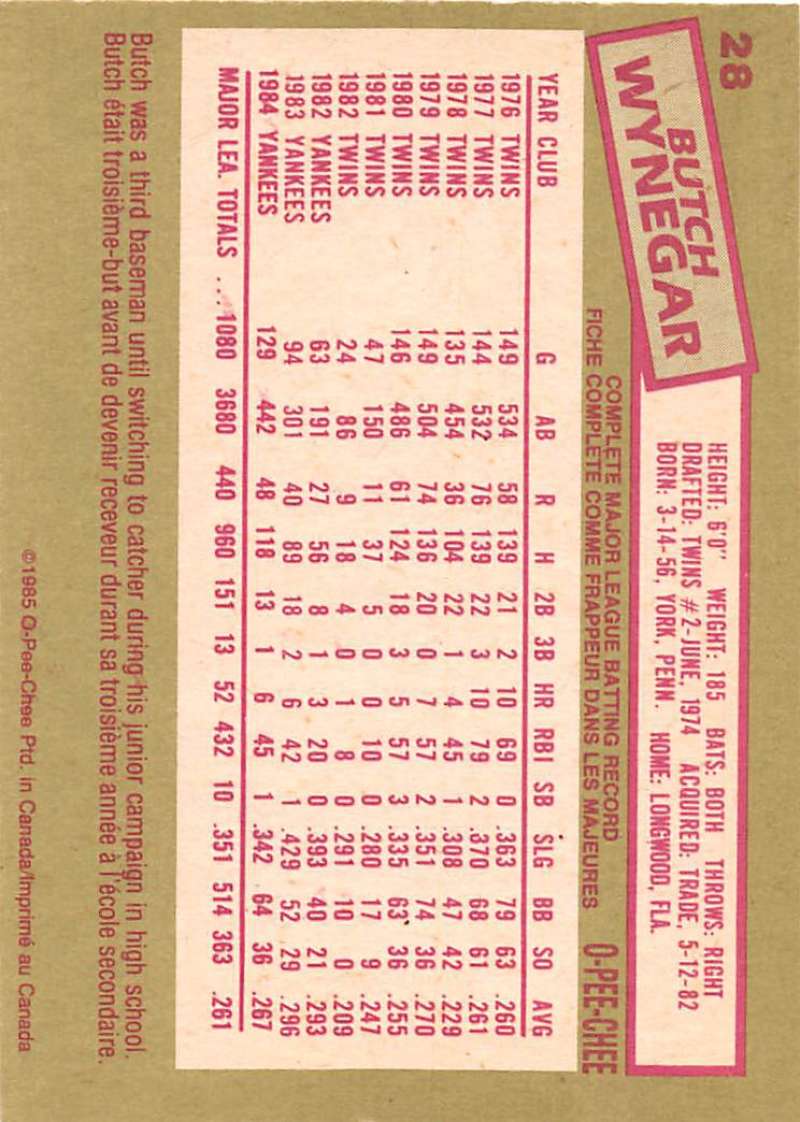 28
BUTCH
WYNEGAR
HEIGHT: 6'0" WEIGHT: 185 BATS: BOTH THROWS: RIGHT
DRAFTED: TWINS #2-JUNE, 1974 ACQUIRED: TRADE, 5-12-82
BORN: 3-14-56, YORK, PENN. HOME: LONGWOOD, FLA.
COMPLETE MAJOR LEAGUE BATTING RECORD
FICHE COMPLETE COMME FRAPPEUR DANS LES MAJEURES O-PEE-CHEE
YEAR CLUB G AB R H 2B 3B HR RBI SB SLG BB SO AVG
1976 TWINS 149 534 58 139 21 2 10 69 0 .363 79 63 .260
1977 TWINS 144 532 76 139 22 3 10 79 2 .370 68 61 .261
1978 TWINS 135 454 36 104 22 1 4 45 1 .308 47 42 .229
1979 TWINS 149 504 74 136 20 0 7 57 2 .351 74 36 .270
1980 TWINS 146 486 61 124 18 3 5 57 3 .335 63 36 .255
1981 TWINS 47 150 11 37 5 0 0 10 0 .280 17 9 .247
1982 TWINS 24 86 9 18 4 0 1 8 0 .291 10 0 .209
1982 YANKEES 63 191 27 56 8 1 3 20 0 .393 40 21 .293
1983 YANKEES 94 301 40 89 18 2 6 42 1 .429 52 29 .296
1984 YANKEES 129 442 48 118 13 1 6 45 1 .342 64 36 .267
MAJOR LEA. TOTALS ...1080 3680 440 960 151 13 52 432 10 .351 514 363 .261
Butch was a third baseman until switching to catcher during his junior campaign in high school.
Butch était troisième-but avant de devenir receveur durant sa troisième année à l'école secondaire.
©1985 O-Pee-Chee Ptd. in Canada/Imprimé au Canada